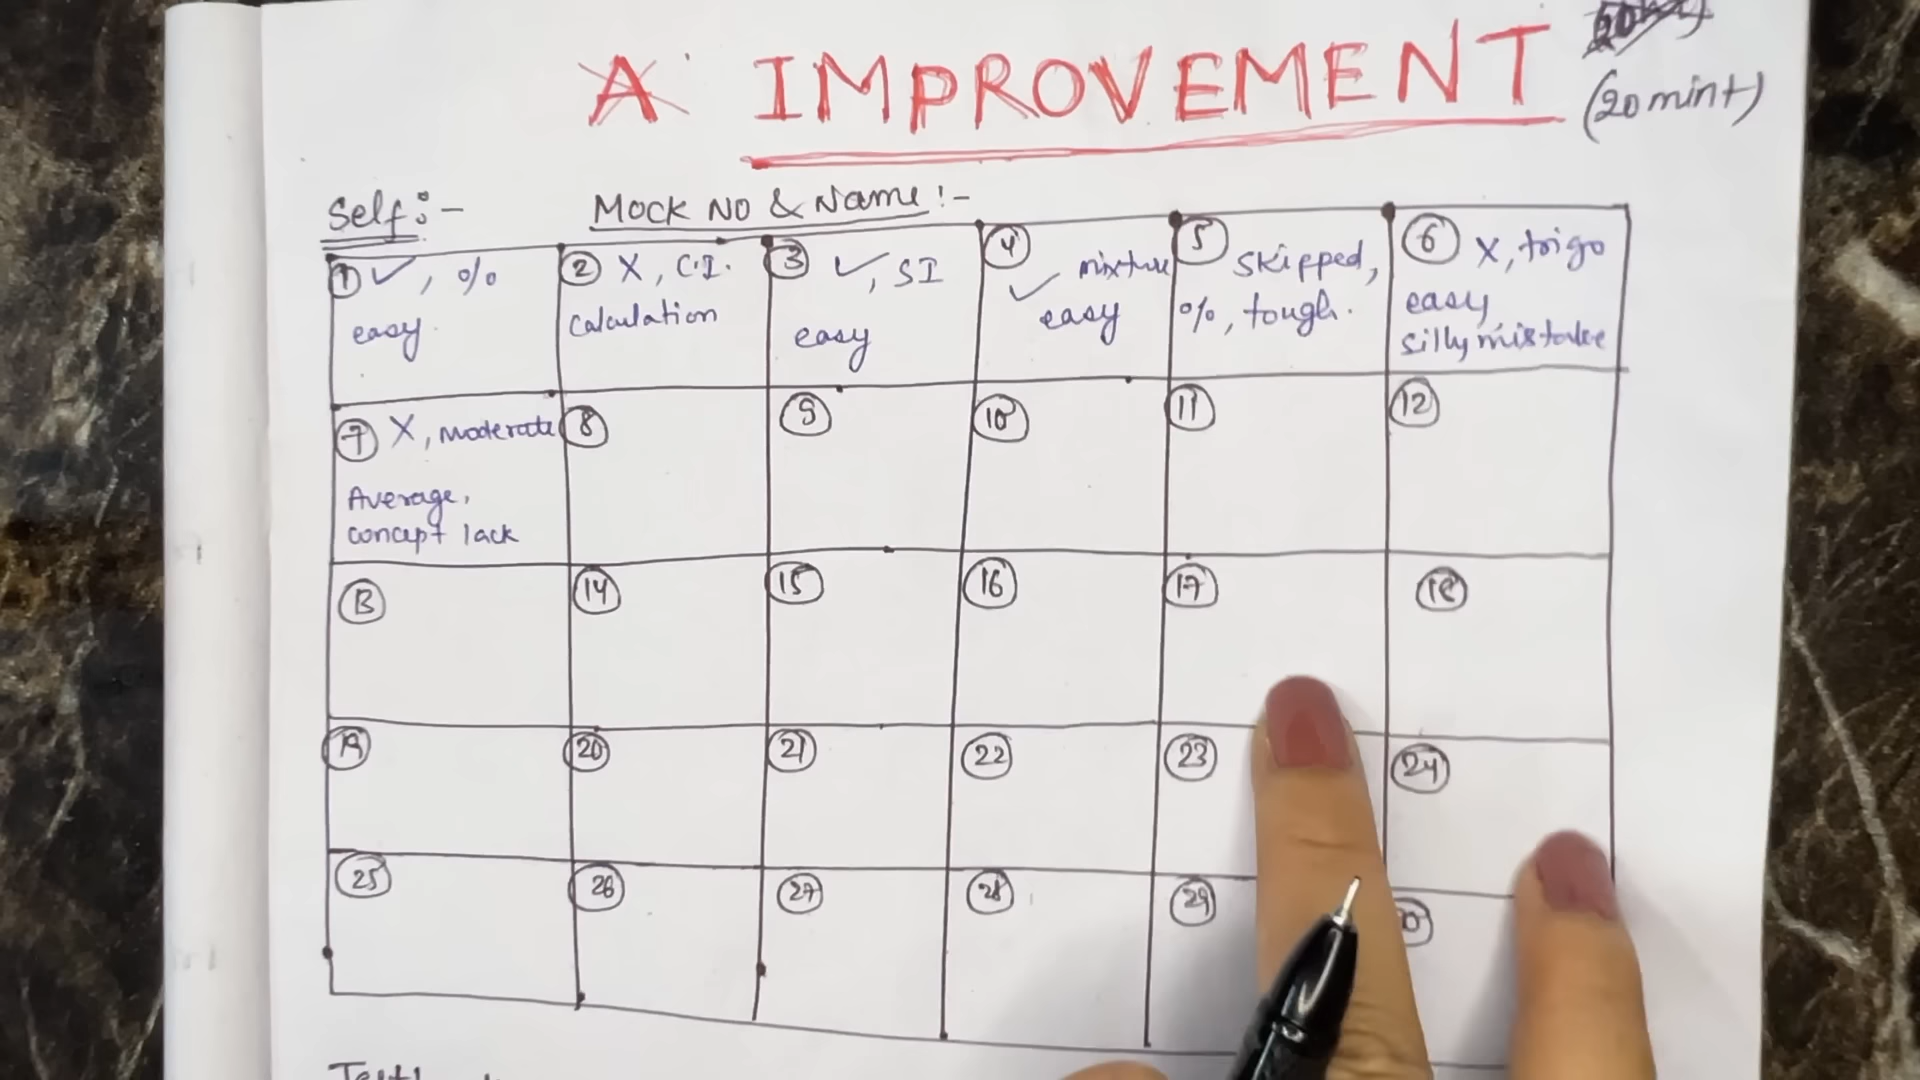 A IMPROVEMENT
(20 mint)
Self:-
Mock No & Name:-
1 ✓, %
easy.
2 X, C.I.
Calculation
3 ✓, SI
easy
4 ✓ mixture
easy
5 Skipped,
%, tough.
6 X, trigo
easy,
silly mistake
7 X, moderate
Average,
concept lack
8
9
10
11
12
13
14
15
16
17
18
19
20
21
22
23
24
25
26
27
28
29